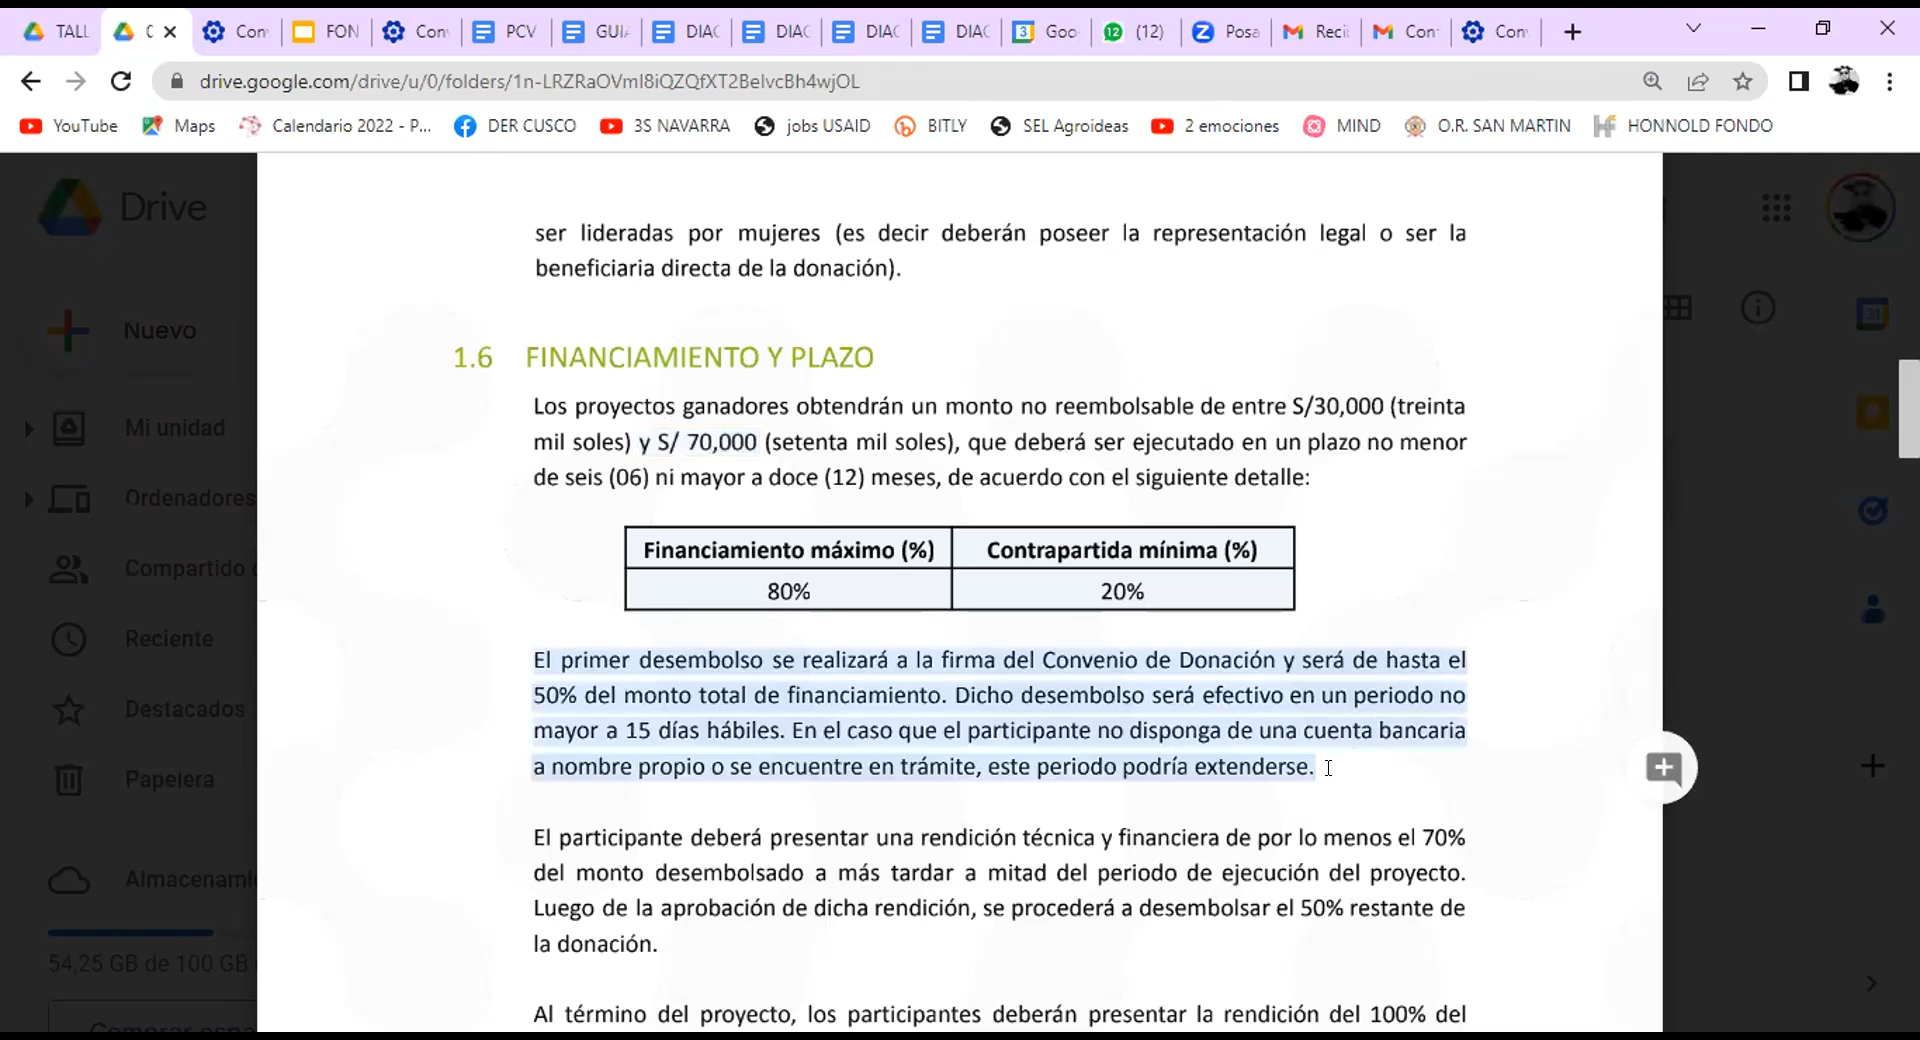 TALL
C
Con
FON
Con
PCV
GUI
DIAC
DIAC
DIAC
DIAC
3
Goo
12
(12)
Posa
Reci
Con
Con
drive.google.com/drive/u/0/folders/1n-LRZRaOVml8iQZQfXT2BelvcBh4wjOL
YouTube
Maps
Calendario 2022 - P...
DER CUSCO
3S NAVARRA
jobs USAID
BITLY
SEL Agroideas
2 emociones
MIND
O.R. SAN MARTIN
HONNOLD FONDO
Drive
Nuevo
Mi unidad
Ordenadores
Compartido
Reciente
Destacados
Papelera
Almacenami
54,25 GB de 100 GB
Comprar espa
31
ser lideradas por mujeres (es decir deberán poseer la representación legal o ser la
beneficiaria directa de la donación).
1.6 FINANCIAMIENTO Y PLAZO
Los proyectos ganadores obtendrán un monto no reembolsable de entre S/30,000 (treinta
mil soles) y S/ 70,000 (setenta mil soles), que deberá ser ejecutado en un plazo no menor
de seis (06) ni mayor a doce (12) meses, de acuerdo con el siguiente detalle:
Financiamiento máximo (%) Contrapartida mínima (%)
80% 20%
El primer desembolso se realizará a la firma del Convenio de Donación y será de hasta el
50% del monto total de financiamiento. Dicho desembolso será efectivo en un periodo no
mayor a 15 días hábiles. En el caso que el participante no disponga de una cuenta bancaria
a nombre propio o se encuentre en trámite, este periodo podría extenderse.
El participante deberá presentar una rendición técnica y financiera de por lo menos el 70%
del monto desembolsado a más tardar a mitad del periodo de ejecución del proyecto.
Luego de la aprobación de dicha rendición, se procederá a desembolsar el 50% restante de
la donación.
Al término del proyecto, los participantes deberán presentar la rendición del 100% del